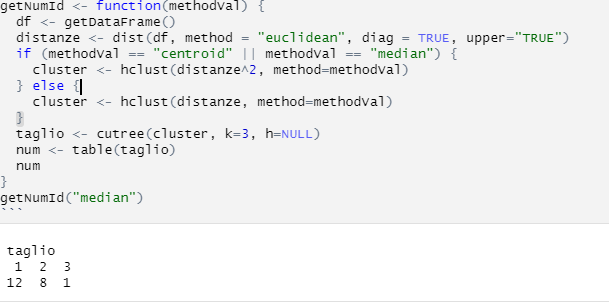 getNumId <- function(methodVal) {
  df <- getDataFrame()
  distanze <- dist(df, method = "euclidean", diag = TRUE, upper="TRUE")
  if (methodVal == "centroid" || methodVal == "median") {
    cluster <- hclust(distanze^2, method=methodVal)
  } else {
    cluster <- hclust(distanze, method=methodVal)
  }
  taglio <- cutree(cluster, k=3, h=NULL)
  num <- table(taglio)
  num
}
getNumId("median")
```
taglio
 1  2  3
12  8  1